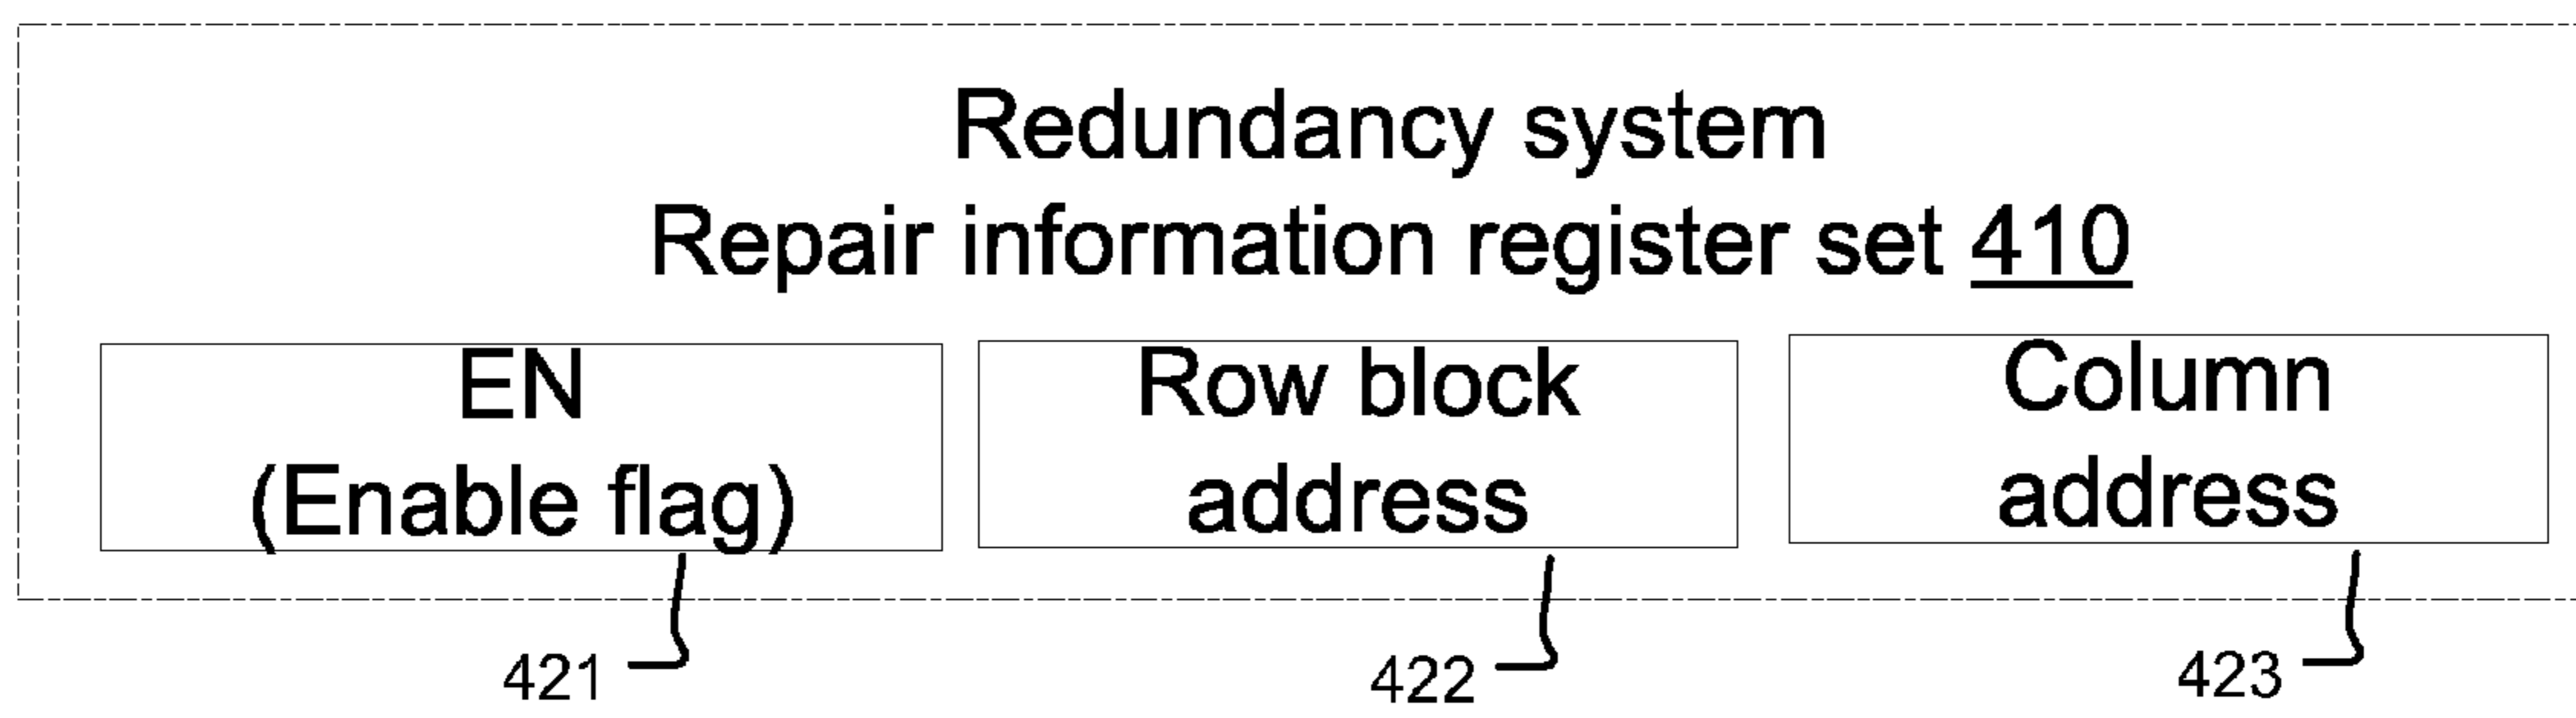 Redundancy system
Repair information register set 410
EN
(Enable flag)
Row block
address
Column
address
421
422
423